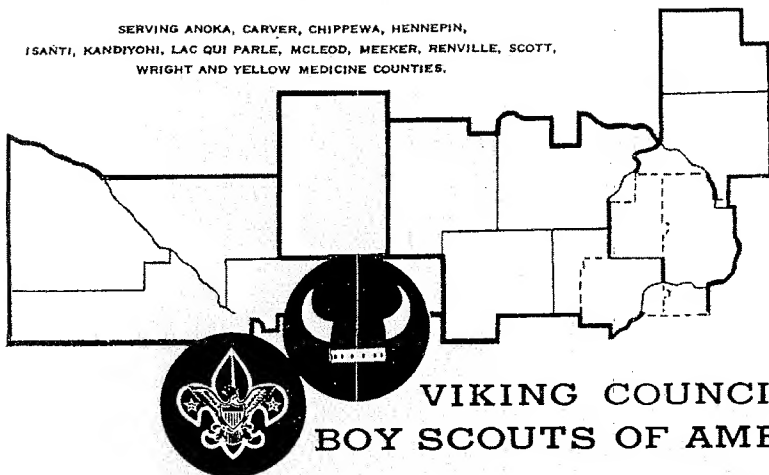 SERVING ANOKA, CARVER, CHIPPEWA, HENNEPIN,
ISANTI, KANDIYOHI, LAC QUI PARLE, MCLEOD, MEEKER, RENVILLE, SCOTT,
WRIGHT AND YELLOW MEDICINE COUNTIES.
VIKING COUNCI
BOY SCOUTS OF AME